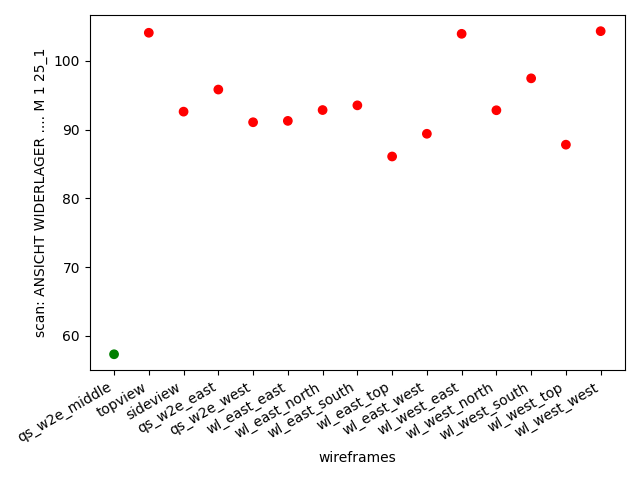 scan: ANSICHT WIDERLAGER .... M 1 25_1
100
90
80
70
60
qs_w2e_middle
topview
sideview
qs_w2e_east
qs_w2e_west
wl_east_east
wl_east_north
wl_east_south
wl_east_top
wl_east_west
wl_west_east
wl_west_north
wl_west_south
wl_west_top
wl_west_west
wireframes